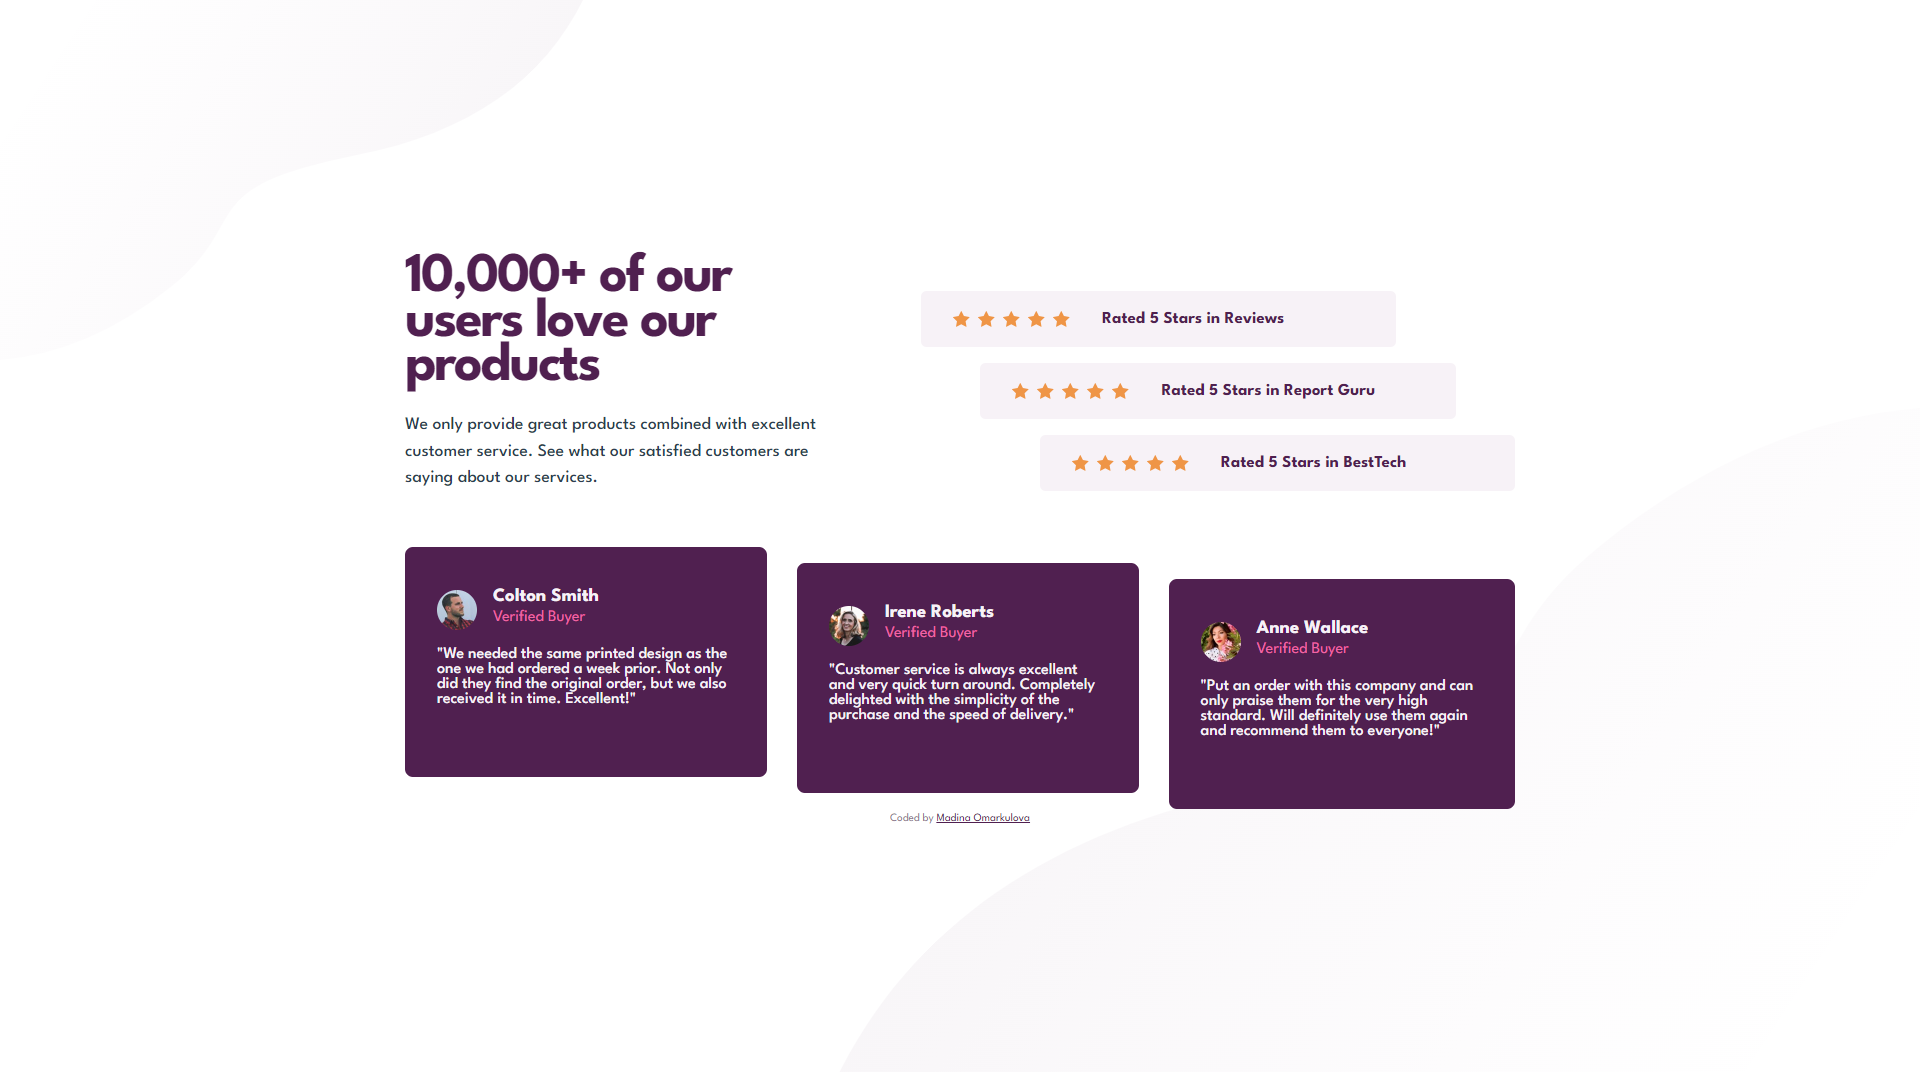 10,000+ of our
users love our
products
We only provide great products combined with excellent
customer service. See what our satisfied customers are
saying about our services.
Rated 5 Stars in Reviews
Rated 5 Stars in Report Guru
Rated 5 Stars in BestTech
Colton Smith
Verified Buyer
"We needed the same printed design as the
one we had ordered a week prior. Not only
did they find the original order, but we also
received it in time. Excellent!"
Irene Roberts
Verified Buyer
"Customer service is always excellent
and very quick turn around. Completely
delighted with the simplicity of the
purchase and the speed of delivery."
Anne Wallace
Verified Buyer
"Put an order with this company and can
only praise them for the very high
standard. Will definitely use them again
and recommend them to everyone!"
Coded by Madina Omarkulova